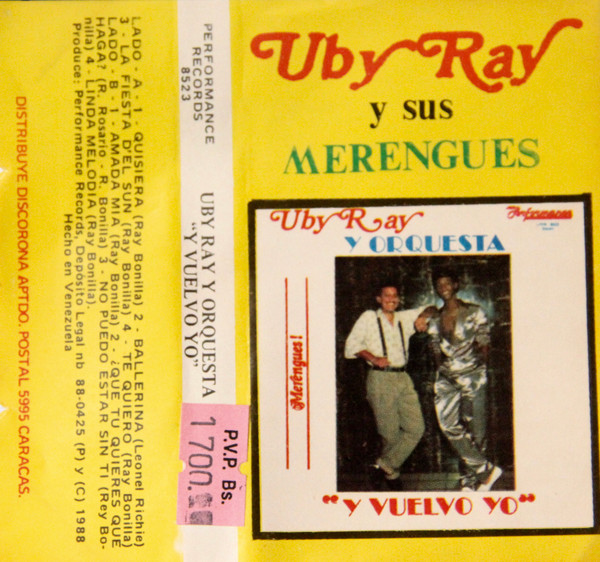 Uby Ray
y sus
MERENGUES
Uby Ray
Y ORQUESTA
Performance
¡Merengues!
"Y VUELVO YO"
PERFORMANCE
RECORDS
8523
UBY RAY Y ORQUESTA
"Y VUELVO YO"
P.V.P. Bs.
1700.
LADO - A - 1 - QUISIERA (Ray Bonilla) 2 - BALLERINA (Leonel Richie)
3 - LA FIESTA D'EL SUN (Ray Bonilla) 4 - TE QUIERO (Ray Bonilla)
LADO - B - 1 - AMADA MIA (Ray Bonilla) 2 - ¿QUE TU QUIERES QUE
HAGA? (R. Rosario - R. Bonilla) 3 - NO PUEDO ESTAR SIN TI (Rey Bo-
nilla) 4 - LINDA MELODIA (Ray Bonilla).
Produce: Performance Records, Depósito Legal nb 88-0425 (P) y (C) 1988
Hecho en Venezuela
DISTRIBUYE DISCORONA APTDO. POSTAL 5995 CARACAS.